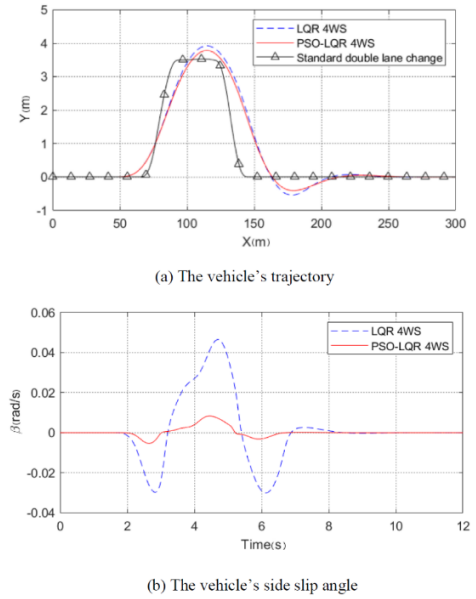 5
4
3
2
1
0
-1
Y(m)
LQR 4WS
PSO-LQR 4WS
Standard double lane change
0 50 100 150 200 250 300
X(m)
(a) The vehicle's trajectory
0.06
0.04
0.02
0
-0.02
-0.04
β(rad/s)
LQR 4WS
PSO-LQR 4WS
0 2 4 6 8 10 12
Time(s)
(b) The vehicle's side slip angle